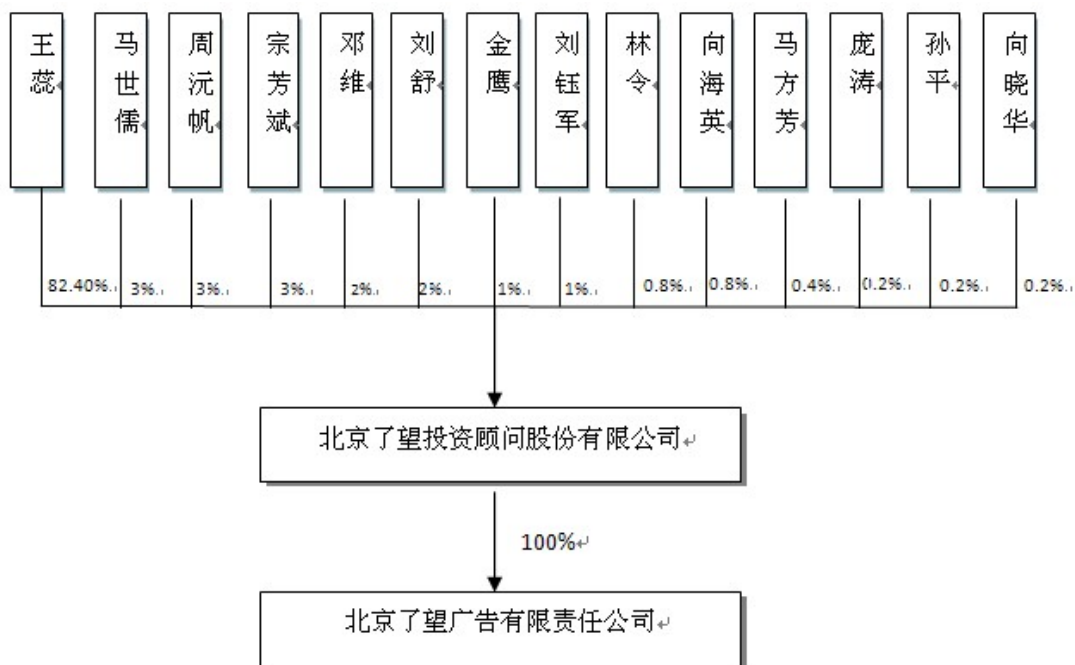 王蕊
马世儒
周沅帆
宗芳斌
邓维
刘舒
金鹰
刘钰军
林令
向海英
马方芳
庞涛
孙平
向晓华
82.40%
3%
3%
3%
2%
2%
1%
1%
0.8%
0.8%
0.4%
0.2%
0.2%
0.2%
北京了望投资顾问股份有限公司
100%
北京了望广告有限责任公司